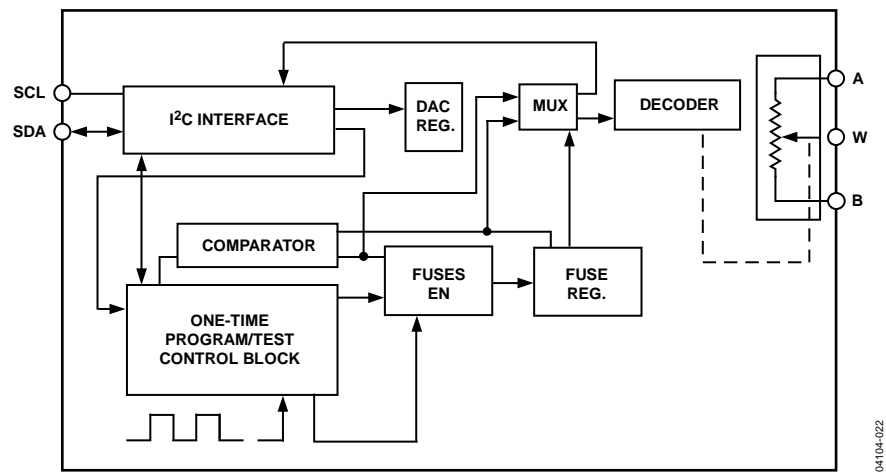 SCL
SDA
I²C INTERFACE
DAC
REG.
MUX
DECODER
A
W
B
COMPARATOR
FUSES
EN
FUSE
REG.
ONE-TIME
PROGRAM/TEST
CONTROL BLOCK
04104-022